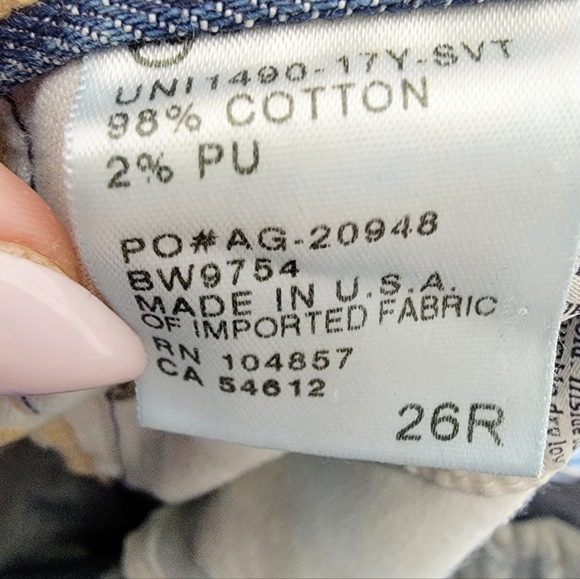 UNI1490-17Y-SVT
98% COTTON
2% PU
PO#AG-20948
BW9754
MADE IN U.S.A.
OF IMPORTED FABRIC
RN 104857
CA 54612
26R